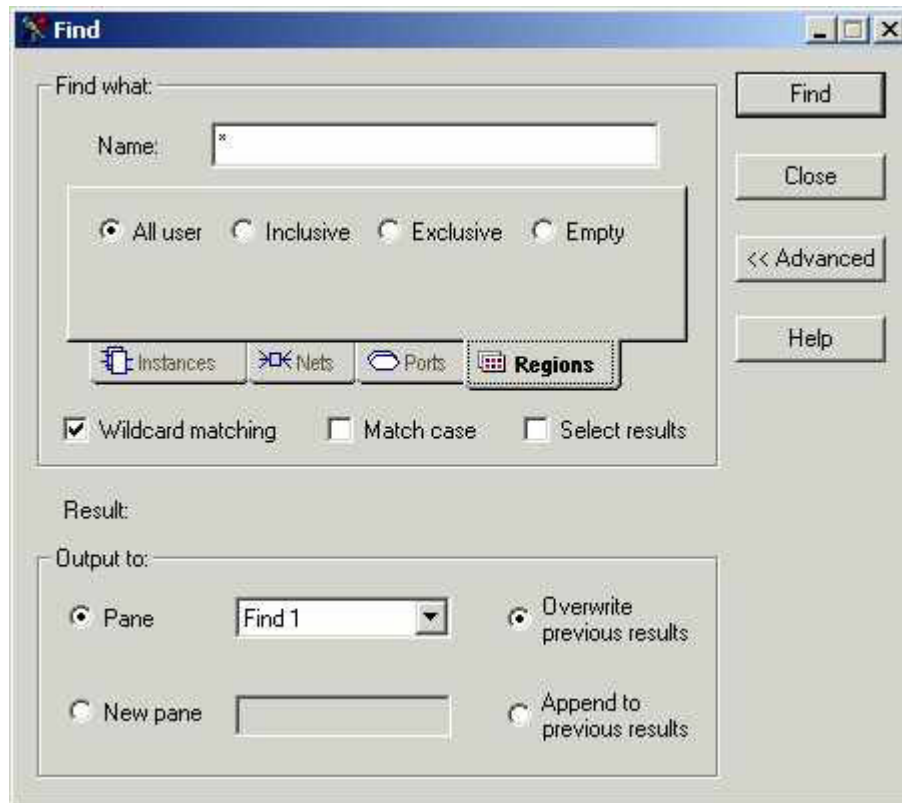 Find
Find what:
Find
Name:
*
Close
All user
Inclusive
Exclusive
Empty
<< Advanced
Help
Instances
Nets
Ports
Regions
Wildcard matching
Match case
Select results
Result:
Output to:
Pane
Find 1
Overwrite
previous results
New pane
Append to
previous results